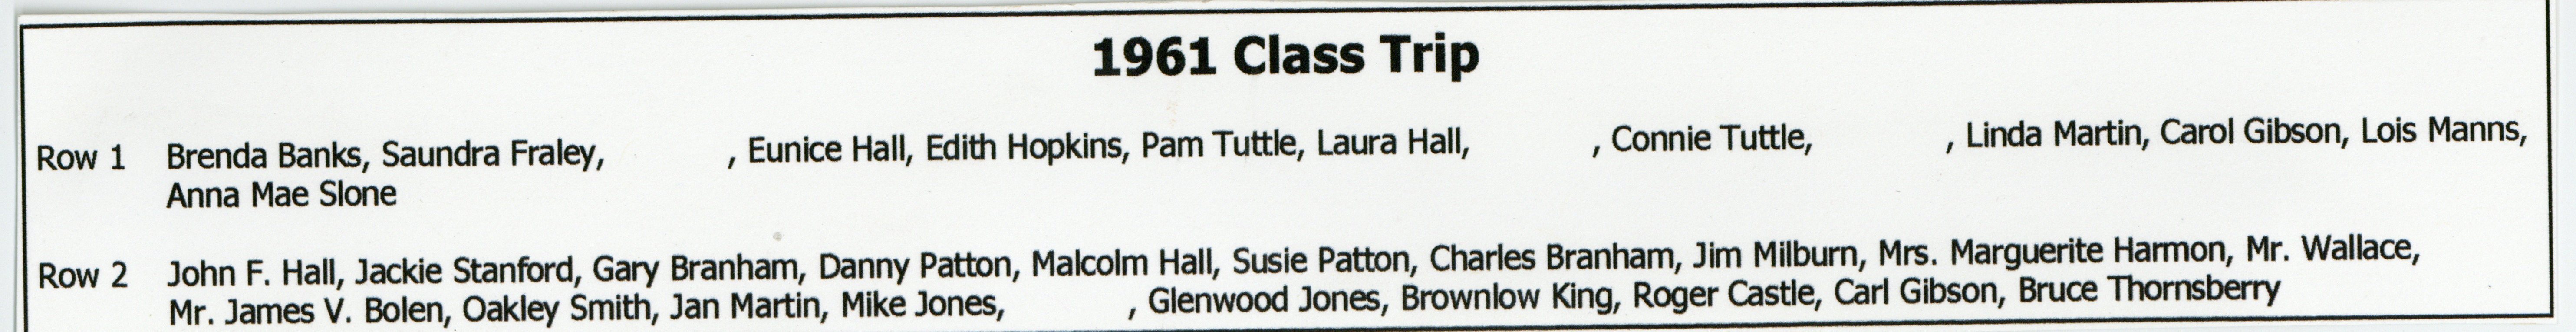 1961 Class Trip
Row 1 Brenda Banks, Saundra Fraley, , Eunice Hall, Edith Hopkins, Pam Tuttle, Laura Hall, , Connie Tuttle, , Linda Martin, Carol Gibson, Lois Manns,
Anna Mae Slone
Row 2 John F. Hall, Jackie Stanford, Gary Branham, Danny Patton, Malcolm Hall, Susie Patton, Charles Branham, Jim Milburn, Mrs. Marguerite Harmon, Mr. Wallace,
Mr. James V. Bolen, Oakley Smith, Jan Martin, Mike Jones, , Glenwood Jones, Brownlow King, Roger Castle, Carl Gibson, Bruce Thornsberry